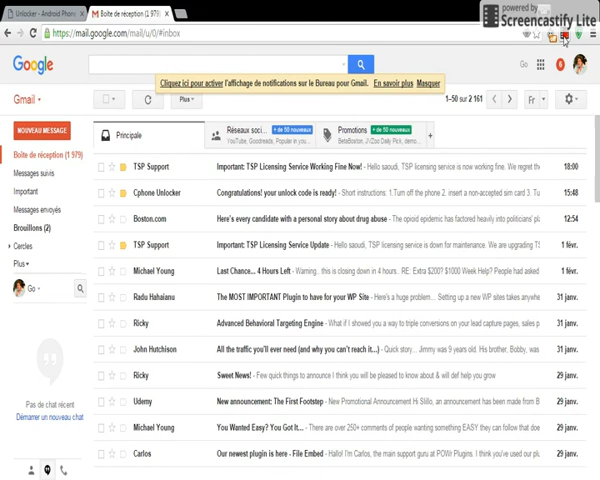 Unlocker - Android Phon
Boîte de réception (1 979)
powered by
Screencastify Lite
https://mail.google.com/mail/u/0/#inbox
Google
Go
Cliquez ici pour activer l'affichage de notifications sur le Bureau pour Gmail. En savoir plus Masquer
Gmail
Plus
1–50 sur 2 161
Fr
NOUVEAU MESSAGE
Boîte de réception (1 979)
Messages suivis
Important
Messages envoyés
Brouillons (2)
Cercles
Plus
Go
Pas de chat récent
Démarrer un nouveau chat
Principale
Réseaux soci... + de 50 nouveaux
YouTube, Goodreads, Popular in you
Promotions + de 50 nouveaux
BetaBoston, JVZoo Daily Pick, demo...
TSP Support Important: TSP Licensing Service Working Fine Now! - Hello saoudi, TSP licensing service is now working fine. We regret th 18:00
Cphone Unlocker Congratulations! your unlock code is ready! - Short instructions: 1.Turn off the phone 2. insert a non-accepted sim card 3. Tu 15:48
Boston.com Here's every candidate with a personal story about drug abuse - The opioid epidemic has factored heavily into politicians' pl 12:54
TSP Support Important: TSP Licensing Service Update - Hello saoudi, TSP licensing service is down for maintenance. We are upgrading TS 1 févr.
Michael Young Last Chance... 4 Hours Left - Warning... this is closing down in 4 hours.. RE: Extra $200? $1000 Week Help? People had asked 1 févr.
Radu Hahaianu The MOST IMPORTANT Plugin to have for your WP Site - Here's a huge problem... Setting up a new WP sites takes anywhe 31 janv.
Ricky Advanced Behavioral Targeting Engine - What if I showed you a way to triple conversions on your lead capture pages, sales p 31 janv.
John Hutchison All the traffic you'll ever need (and why you can't reach it...) - Quick story... Jimmy was 9 years old. His brother, Bobby, was 31 janv.
Ricky Sweet News! - Few quick things to announce I think you will be pleased to know about & will def help you grow 29 janv.
Udemy New announcement: The First Footstep - New Promotional Announcement Hi Slillo, an announcement has been made from B 29 janv.
Michael Young You Wanted Easy? You Got it... - There are over 250+ comments of people wanting something EASY they can follow that doe 29 janv.
Carlos Our newest plugin is here - File Embed - Hallo! I'm Carlos, the main support guru at POWr Plugins. I think you've used our pl 29 janv.